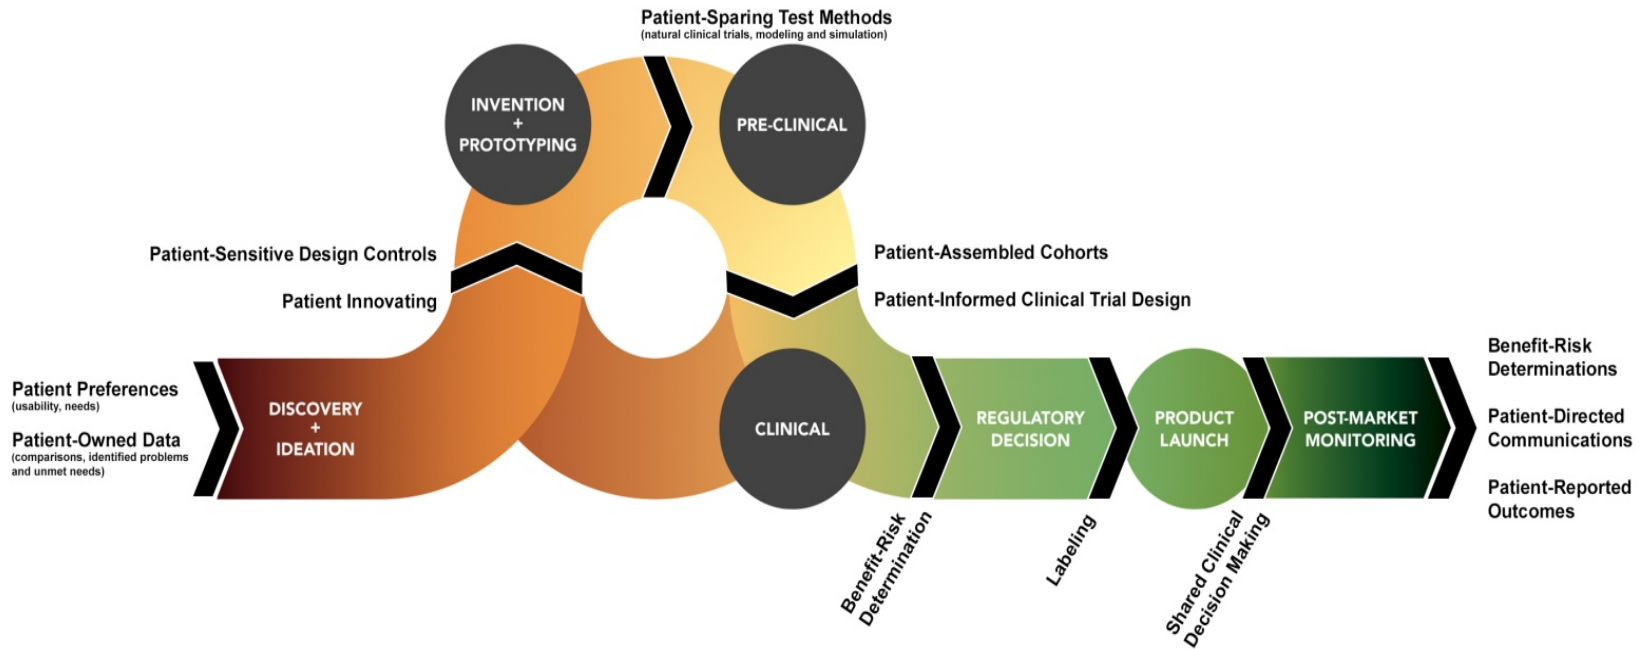 Patient-Sparing Test Methods
(natural clinical trials, modeling and simulation)
INVENTION
+
PROTOTYPING
PRE-CLINICAL
Patient-Sensitive Design Controls
Patient Innovating
Patient-Assembled Cohorts
Patient-Informed Clinical Trial Design
Patient Preferences
(usability, needs)
Patient-Owned Data
(comparisons, identified problems
and unmet needs)
DISCOVERY
+
IDEATION
CLINICAL
REGULATORY
DECISION
PRODUCT
LAUNCH
POST-MARKET
MONITORING
Benefit-Risk
Determinations
Patient-Directed
Communications
Patient-Reported
Outcomes
Benefit-Risk
Determination
Labeling
Shared Clinical
Decision Making